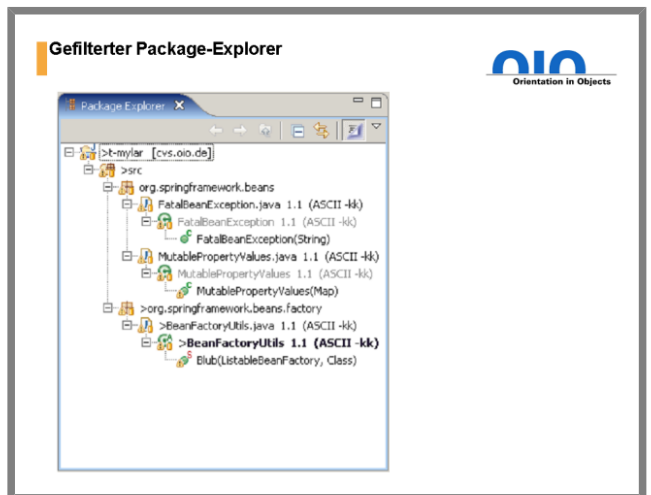 Gefilterter Package-Explorer
OIO
Orientation in Objects
Package Explorer
>t-mylar [cvs.oio.de]
>src
org.springframework.beans
FatalBeanException.java 1.1 (ASCII -kk)
FatalBeanException 1.1 (ASCII -kk)
FatalBeanException(String)
MutablePropertyValues.java 1.1 (ASCII -kk)
MutablePropertyValues 1.1 (ASCII -kk)
MutablePropertyValues(Map)
>org.springframework.beans.factory
>BeanFactoryUtils.java 1.1 (ASCII -kk)
>BeanFactoryUtils 1.1 (ASCII -kk)
Blub(ListableBeanFactory, Class)